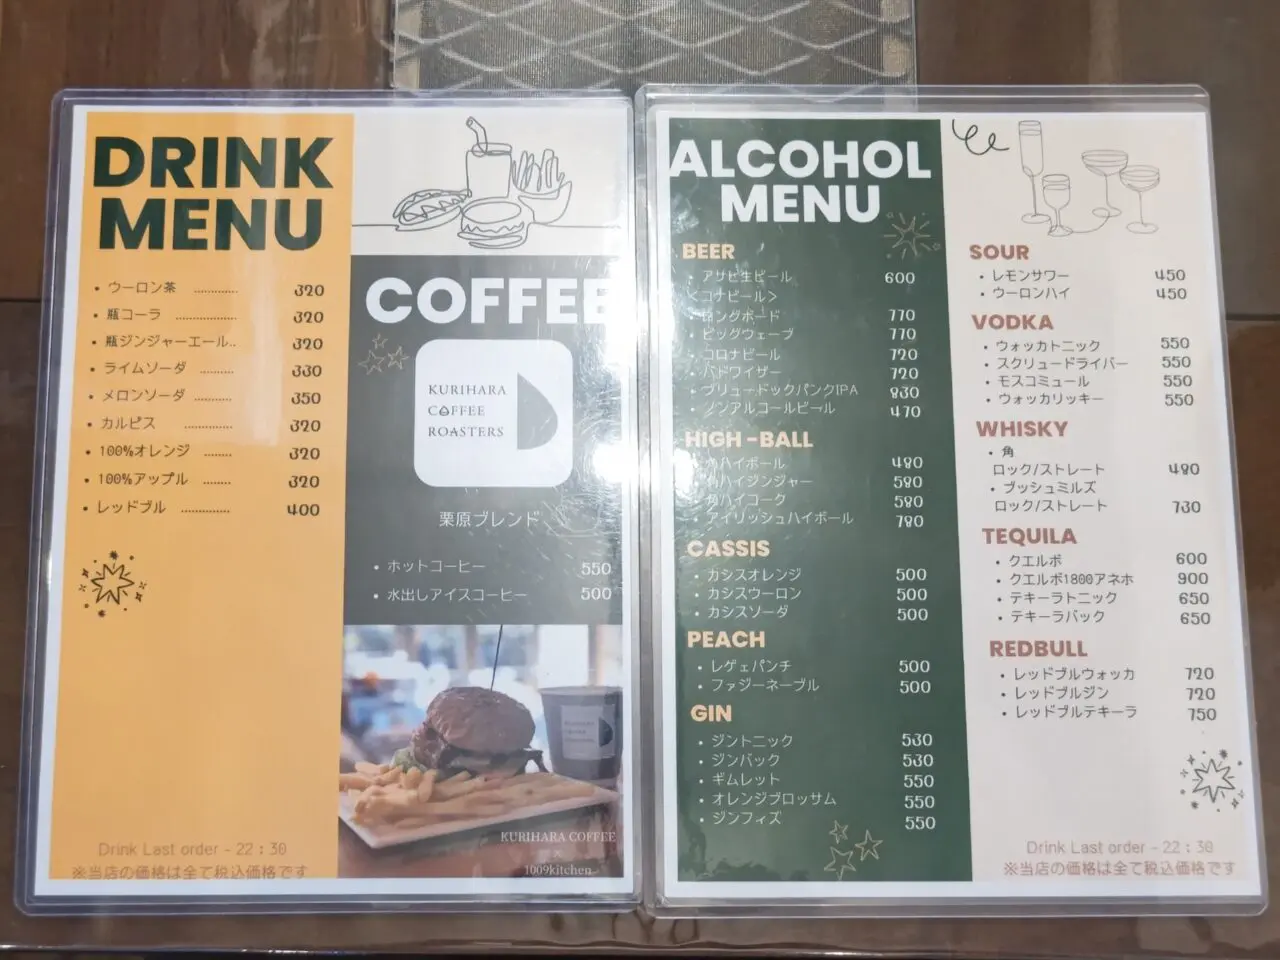 DRINK
MENU
・ウーロン茶 ............ 320
・瓶コーラ ................. 320
・瓶ジンジャーエール.. 320
・ライムソーダ ......... 330
・メロンソーダ .......... 350
・カルピス ............. 320
・100%オレンジ ........ 320
・100%アップル ........ 320
・レッドブル .............. 400
Drink Last order - 22：30
※当店の価格は全て税込価格です
COFFEE
KURIHARA
COFFEE
ROASTERS
栗原ブレンド
・ホットコーヒー 550
・水出しアイスコーヒー 500
KURIHARA COFFEE
×
1009kitchen
ALCOHOL
MENU
BEER
・アサヒ生ビール 600
＜コナビール＞
ロングボード 770
・ビッグウェーブ 770
・コロナビール 720
・バドワイザー 720
・ブリュードックパンクIPA 830
・ノンアルコールビール 470
HIGH-BALL
・角ハイボール 480
・角ハイジンジャー 580
・角ハイコーク 580
・アイリッシュハイボール 780
CASSIS
・カシスオレンジ 500
・カシスウーロン 500
・カシスソーダ 500
PEACH
・レゲェパンチ 500
・ファジーネーブル 500
GIN
・ジントニック 530
・ジンバック 530
・ギムレット 550
・オレンジブロッサム 550
・ジンフィズ 550
SOUR
・レモンサワー 450
・ウーロンハイ 450
VODKA
・ウォッカトニック 550
・スクリュードライバー 550
・モスコミュール 550
・ウォッカリッキー 550
WHISKY
・角
ロック/ストレート 480
・ブッシュミルズ
ロック/ストレート 730
TEQUILA
・クエルボ 600
・クエルボ1800アネホ 900
・テキーラトニック 650
・テキーラバック 650
REDBULL
・レッドブルウォッカ 720
・レッドブルジン 720
・レッドブルテキーラ 750
Drink Last order - 22：30
※当店の価格は全て税込価格です